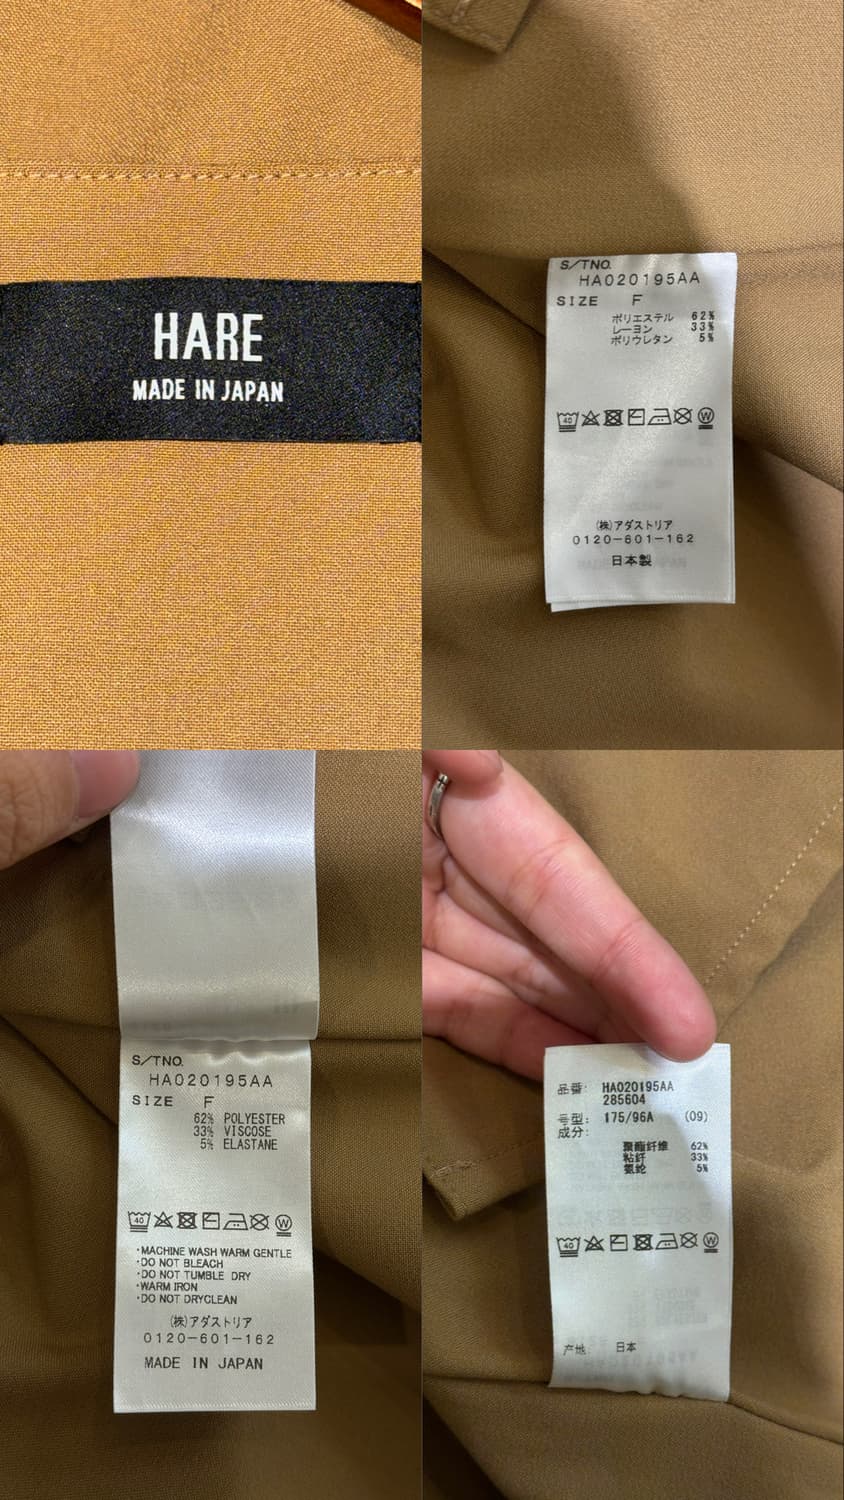 HARE
MADE IN JAPAN
S/TNO.
HA020195AA
SIZE F
ポリエステル 62%
レーヨン 33%
ポリウレタン 5%
40
W
(株)アダストリア
0120-601-162
日本製
S/TNO.
HA020195AA
SIZE F
62% POLYESTER
33% VISCOSE
5% ELASTANE
40
W
・MACHINE WASH WARM GENTLE
・DO NOT BLEACH
・DO NOT TUMBLE DRY
・WARM IRON
・DO NOT DRYCLEAN
(株)アダストリア
0120-601-162
MADE IN JAPAN
品番: HA020195AA
285604
号型: 175/96A (09)
成分:
聚酯纤维 62%
粘纤 33%
氨纶 5%
40
W
产地: 日本